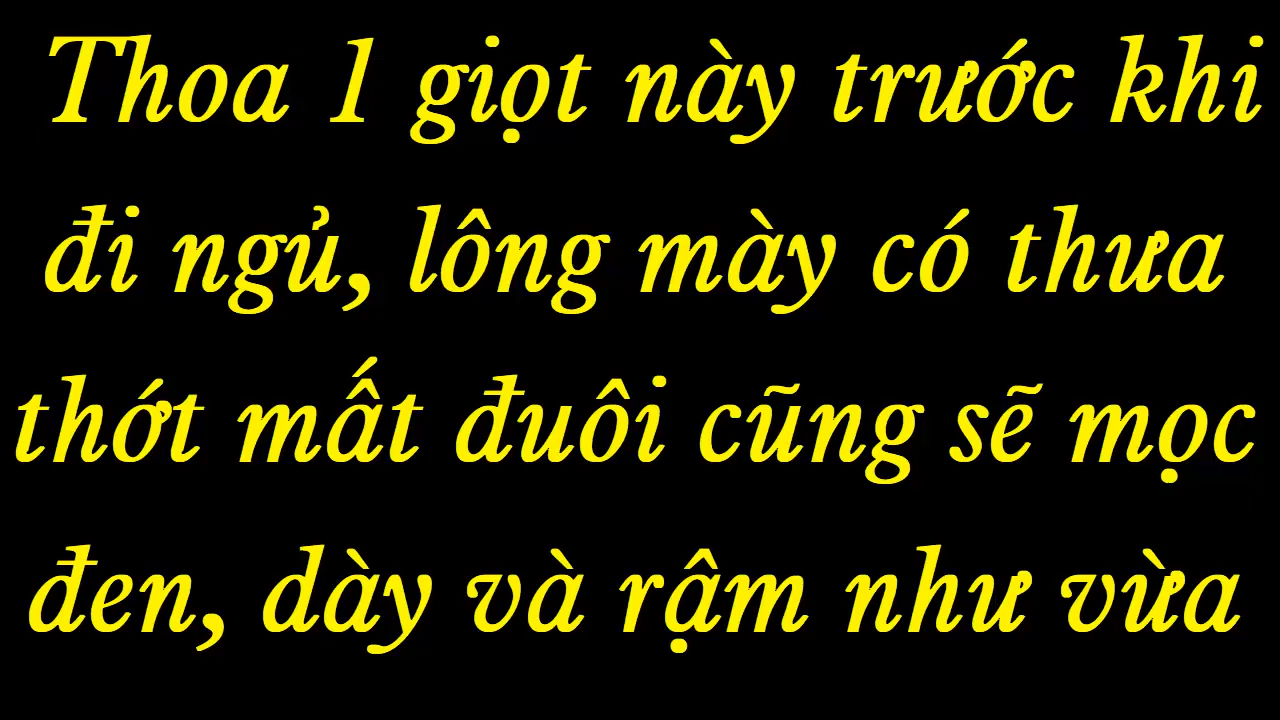 Thoa 1 giọt này trước khi
đi ngủ, lông mày có thưa
thớt mất đuôi cũng sẽ mọc
đen, dày và rậm như vừa